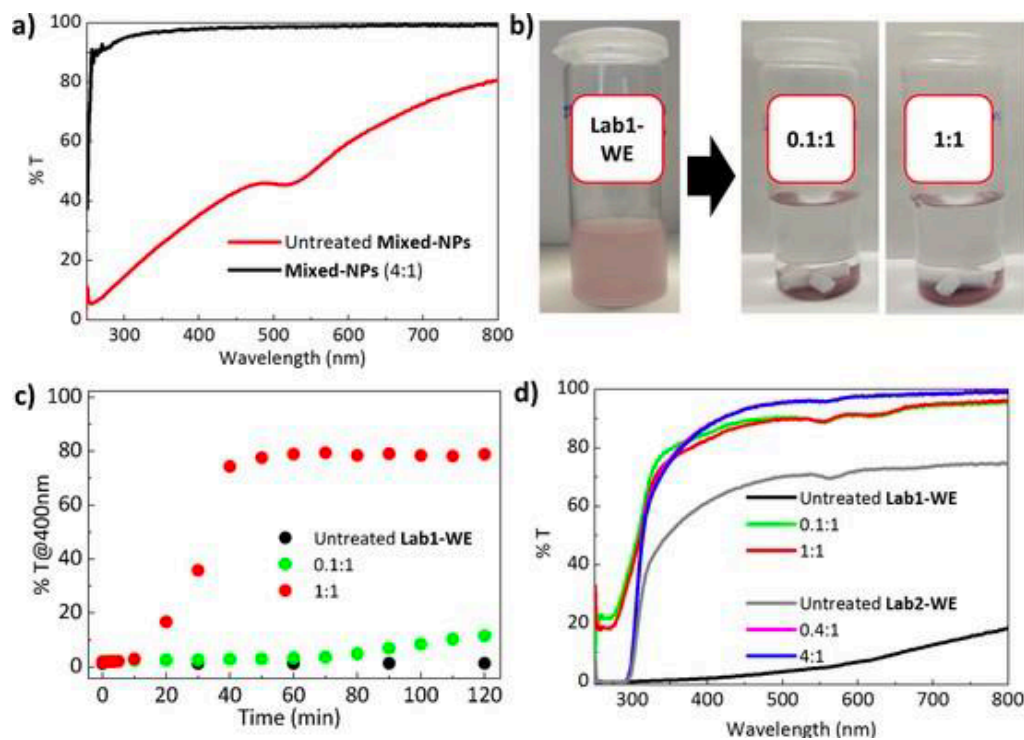 a)
100
80
60
40
20
0
% T
Untreated Mixed-NPs
Mixed-NPs (4:1)
300 400 500 600 700 800
Wavelength (nm)
b)
Lab1-
WE
0.1:1
1:1
c)
100
80
60
40
20
0
% T@400nm
Untreated Lab1-WE
0.1:1
1:1
0 20 40 60 80 100 120
Time (min)
d)
100
80
60
40
20
0
% T
Untreated Lab1-WE
0.1:1
1:1
Untreated Lab2-WE
0.4:1
4:1
300 400 500 600 700 800
Wavelength (nm)